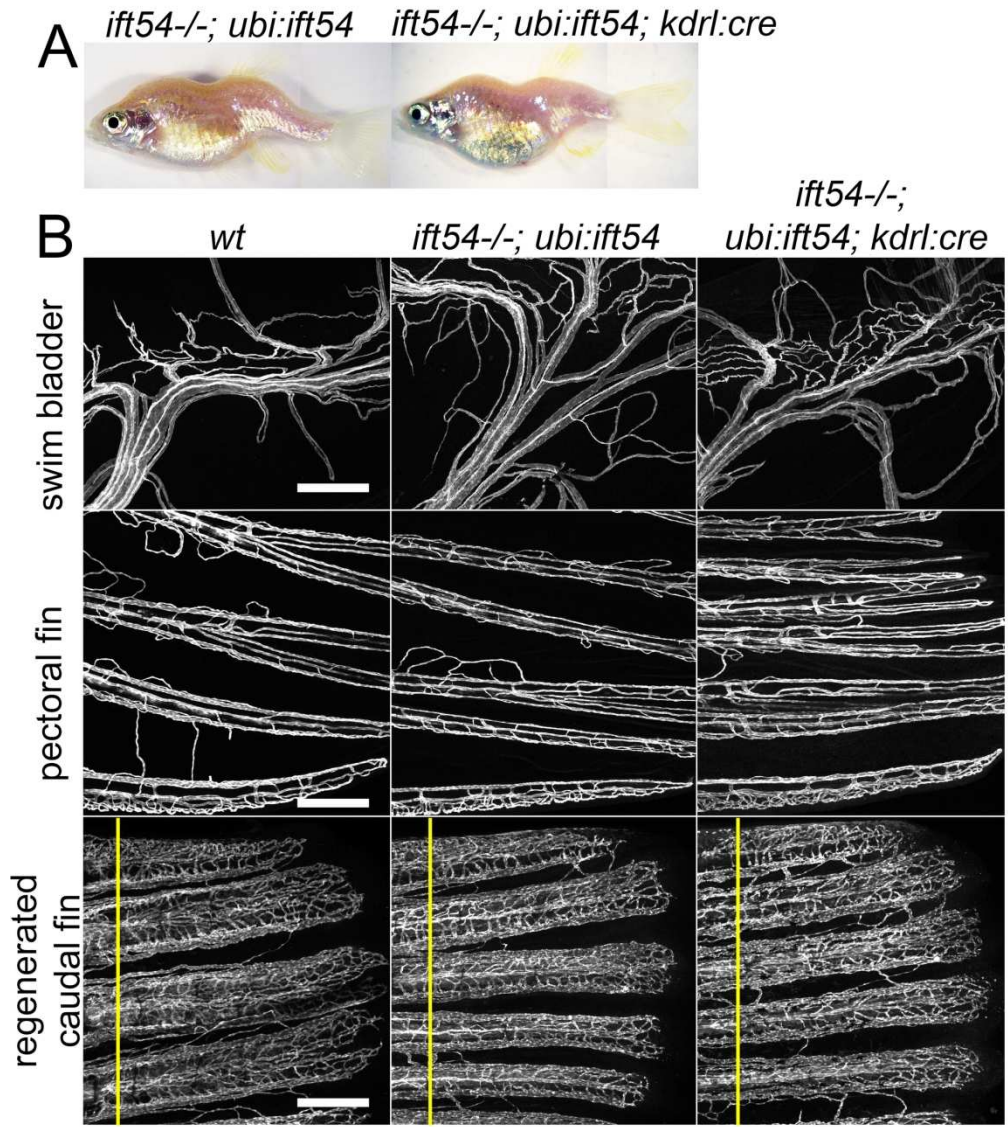 A
ift54-/-; ubi:ift54
ift54-/-; ubi:ift54; kdrl:cre
B
wt
ift54-/-; ubi:ift54
ift54-/-;
ubi:ift54; kdrl:cre
swim bladder
pectoral fin
regenerated
caudal fin